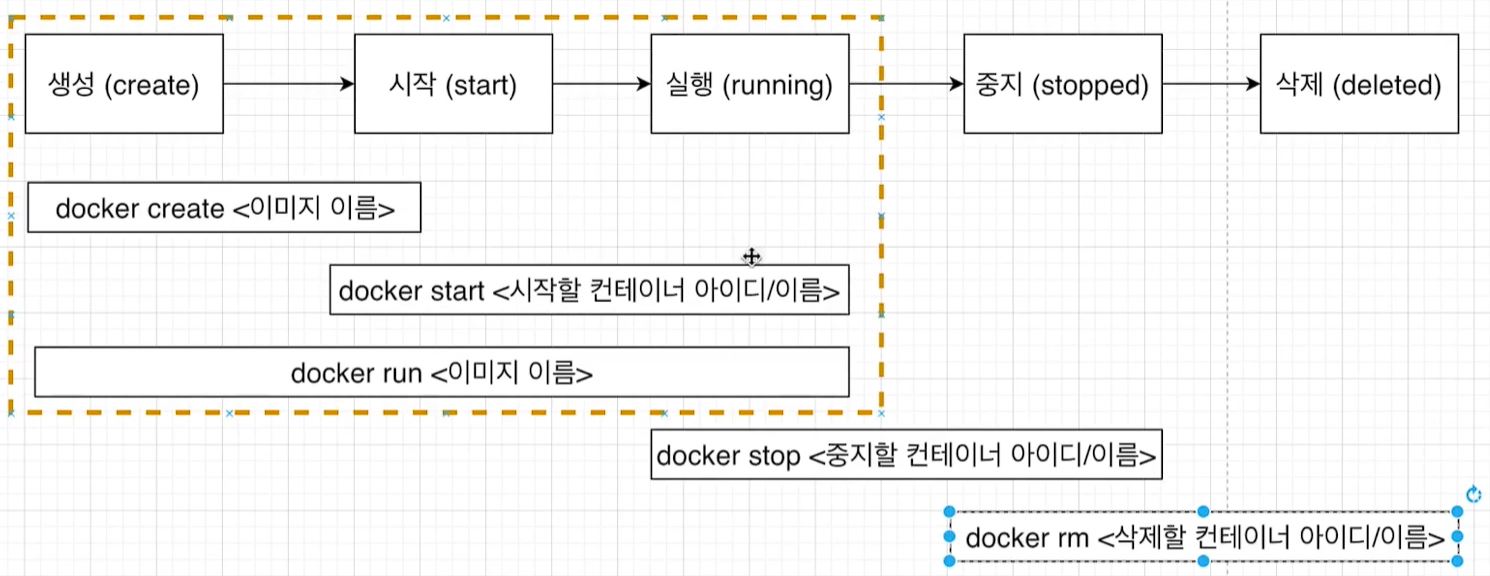 생성 (create)
시작 (start)
실행 (running)
중지 (stopped)
삭제 (deleted)
docker create <이미지 이름>
docker start <시작할 컨테이너 아이디/이름>
docker run <이미지 이름>
docker stop <중지할 컨테이너 아이디/이름>
docker rm <삭제할 컨테이너 아이디/이름>